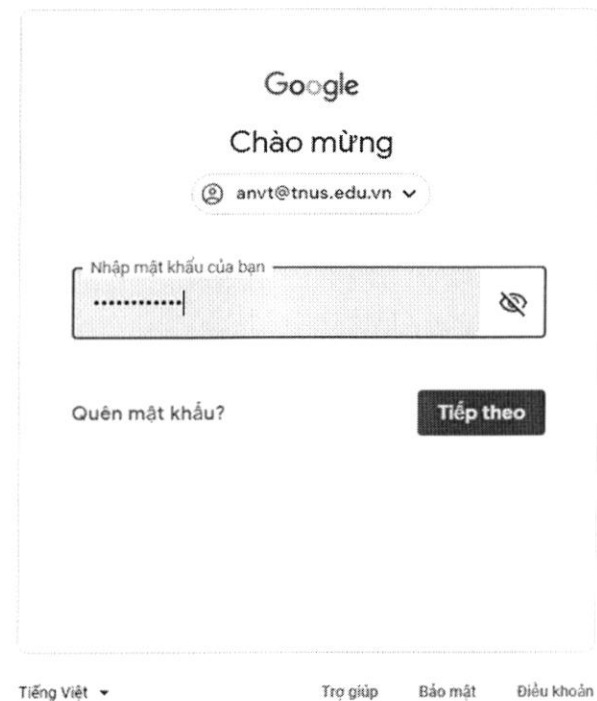 Google
Chào mừng
anvt@tnus.edu.vn
Nhập mật khẩu của bạn
••••••••••••
Quên mật khẩu?
Tiếp theo
Tiếng Việt
Trợ giúp Bảo mật Điều khoản